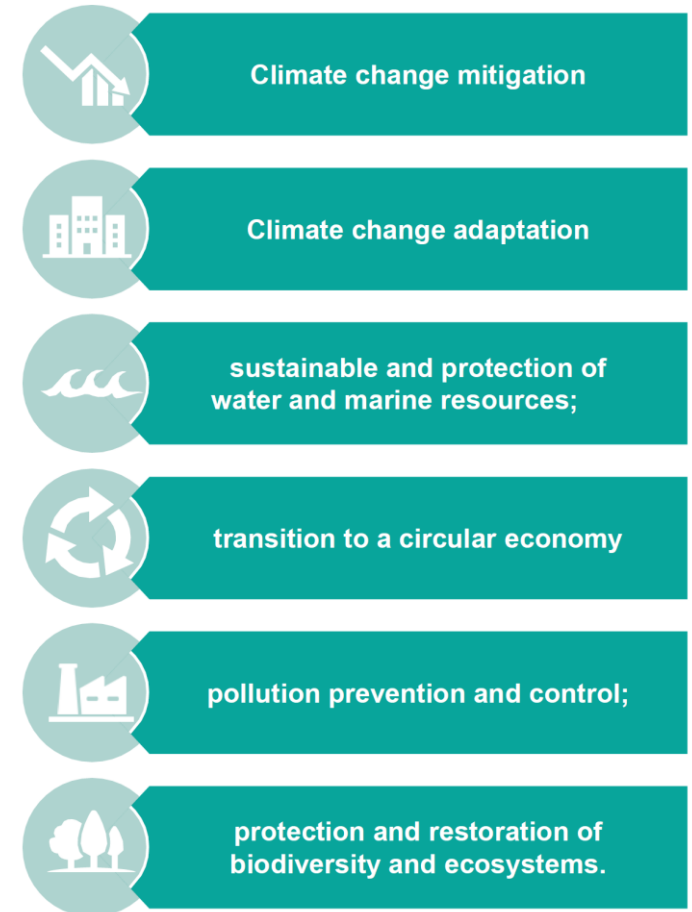 Climate change mitigation
Climate change adaptation
sustainable and protection of
water and marine resources;
transition to a circular economy
pollution prevention and control;
protection and restoration of
biodiversity and ecosystems.